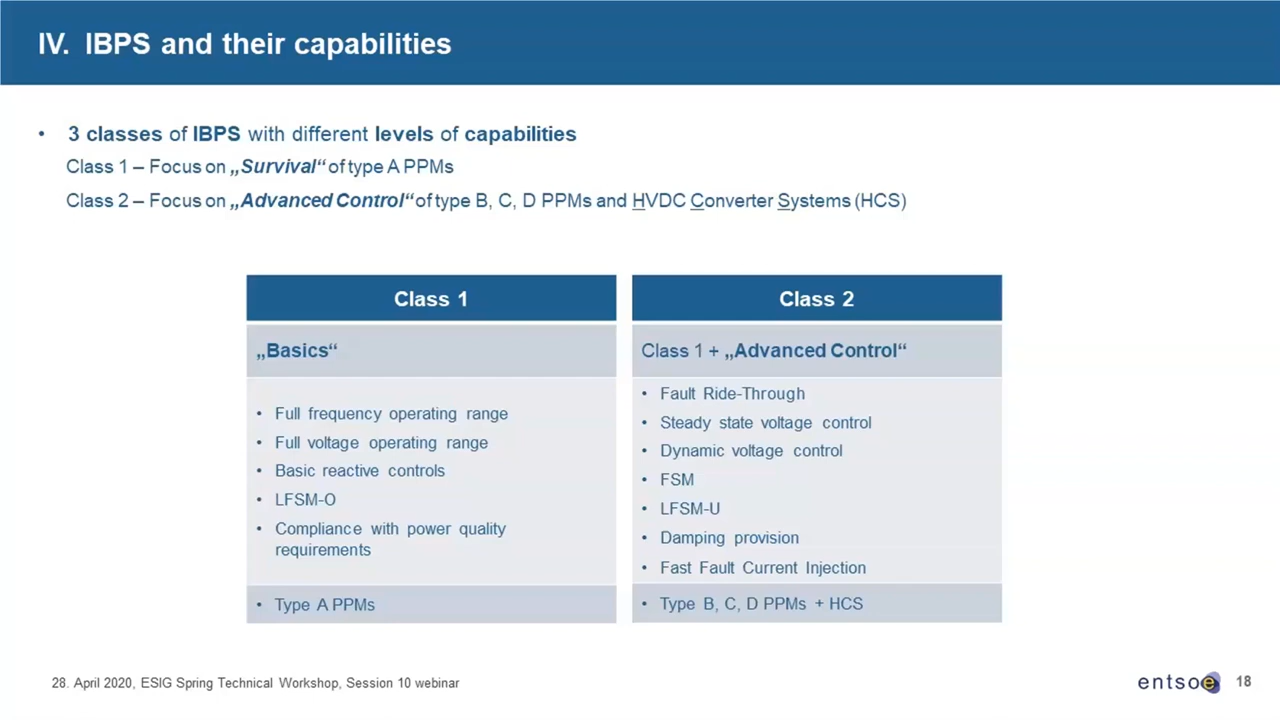 IV. IBPS and their capabilities
• 3 classes of IBPS with different levels of capabilities
Class 1 – Focus on „Survival“ of type A PPMs
Class 2 – Focus on „Advanced Control“ of type B, C, D PPMs and HVDC Converter Systems (HCS)
Class 1
„Basics“
• Full frequency operating range
• Full voltage operating range
• Basic reactive controls
• LFSM-O
• Compliance with power quality
requirements
• Type A PPMs
Class 2
Class 1 + „Advanced Control“
• Fault Ride-Through
• Steady state voltage control
• Dynamic voltage control
• FSM
• LFSM-U
• Damping provision
• Fast Fault Current Injection
• Type B, C, D PPMs + HCS
28. April 2020, ESIG Spring Technical Workshop, Session 10 webinar
entsoe
18